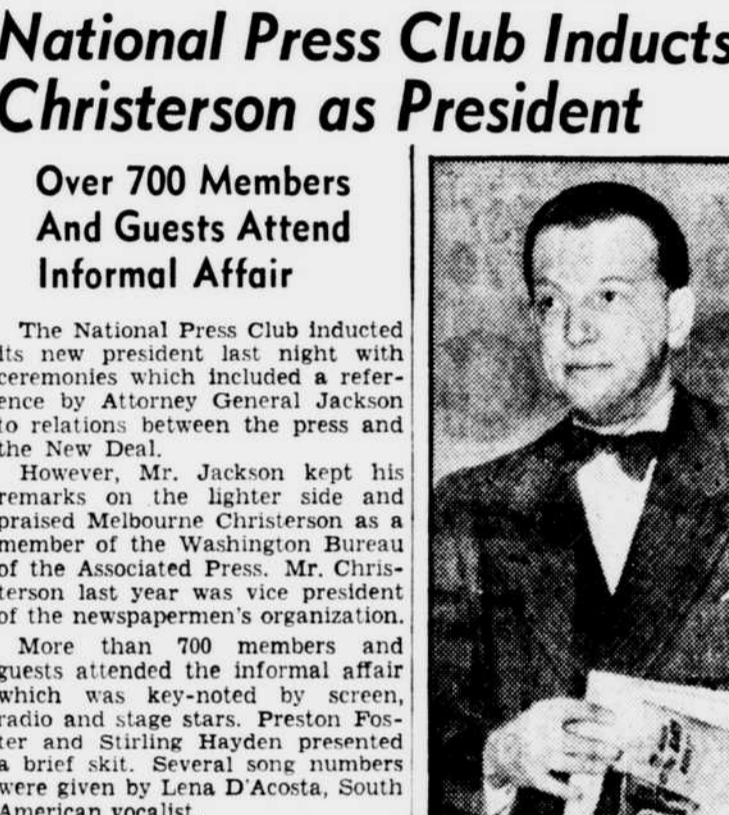 National Press Club Inducts
Christerson as President
Over 700 Members
And Guests Attend
Informal Affair
The National Press Club inducted
its new president last night with
ceremonies which included a refer-
ence by Attorney General Jackson
to relations between the press and
the New Deal.
However, Mr. Jackson kept his
remarks on the lighter side and
praised Melbourne Christerson as a
member of the Washington Bureau
of the Associated Press. Mr. Chris-
terson last year was vice president
of the newspapermen's organization.
More than 700 members and
guests attended the informal affair
which was key-noted by screen,
radio and stage stars. Preston Fos-
ter and Stirling Hayden presented
a brief skit. Several song numbers
were given by Lena D'Acosta, South
American vocalist